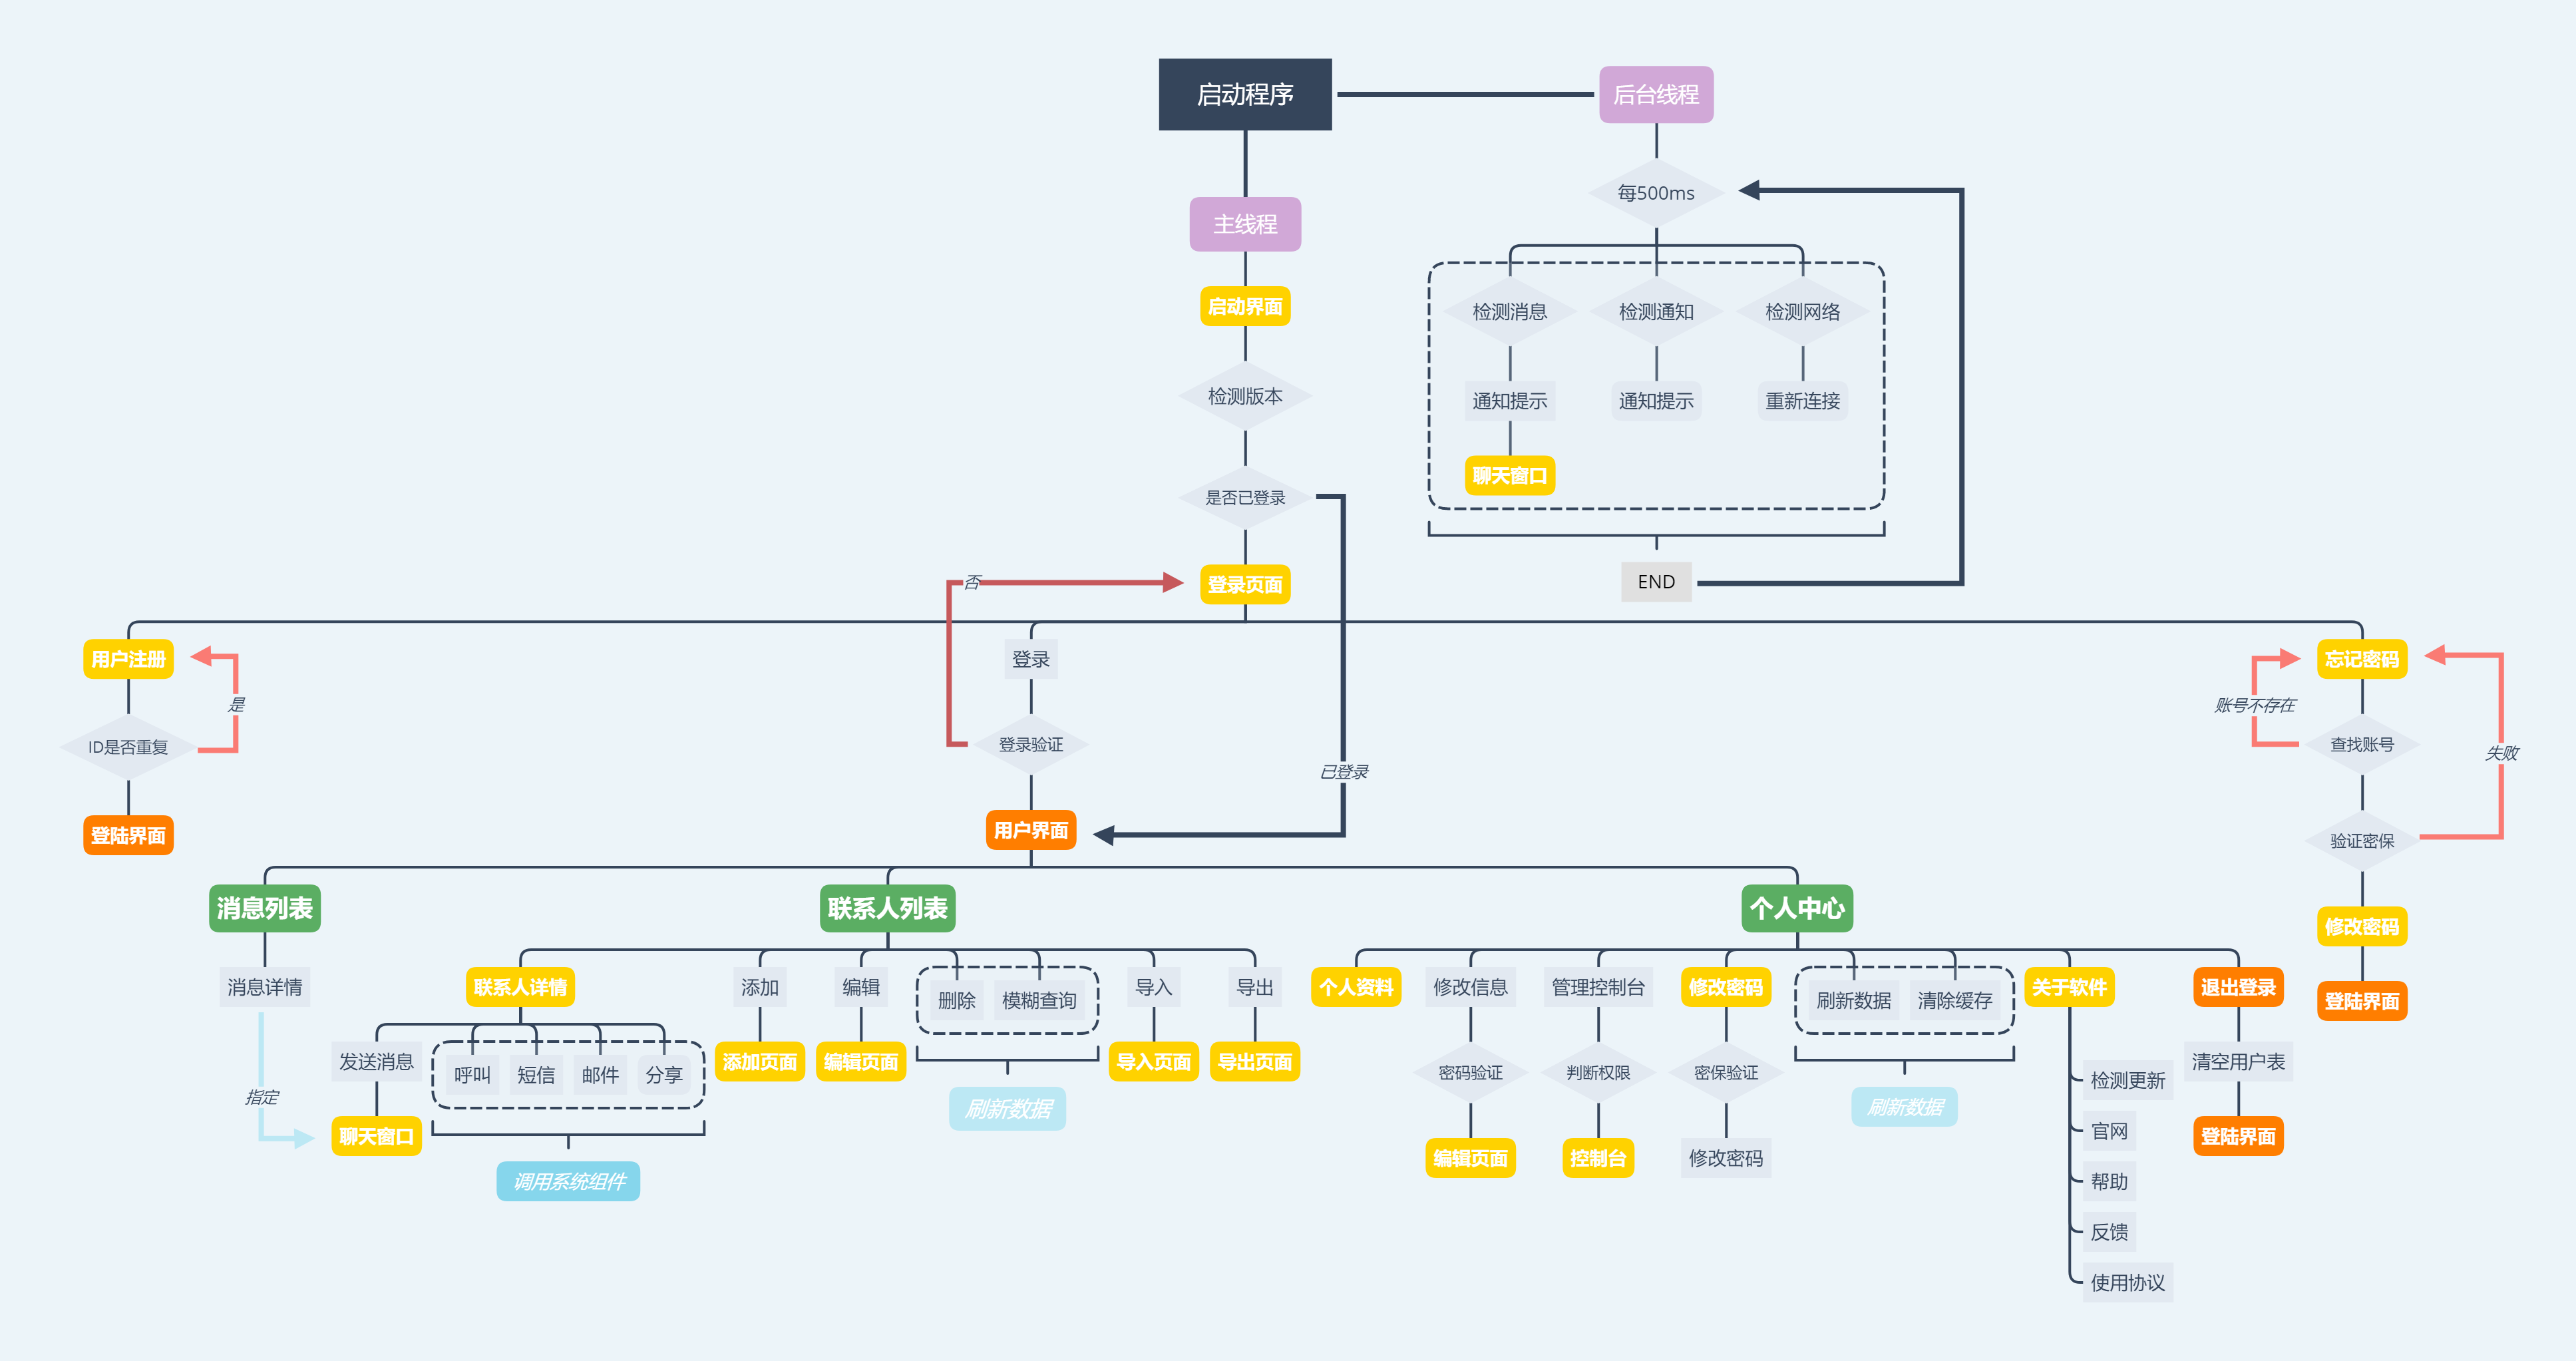 启动程序
后台线程
每500ms
主线程
启动界面
检测消息
检测通知
检测网络
检测版本
通知提示
通知提示
重新连接
聊天窗口
是否已登录
END
否
登录页面
用户注册
登录
忘记密码
是
账号不存在
ID是否重复
登录验证
查找账号
失败
已登录
登陆界面
用户界面
验证密保
消息列表
联系人列表
个人中心
修改密码
消息详情
联系人详情
添加
编辑
删除
模糊查询
导入
导出
个人资料
修改信息
管理控制台
修改密码
刷新数据
清除缓存
关于软件
退出登录
登陆界面
发送消息
呼叫
短信
邮件
分享
添加页面
编辑页面
导入页面
导出页面
密码验证
判断权限
密保验证
检测更新
清空用户表
指定
刷新数据
刷新数据
聊天窗口
官网
登陆界面
编辑页面
控制台
修改密码
调用系统组件
帮助
反馈
使用协议